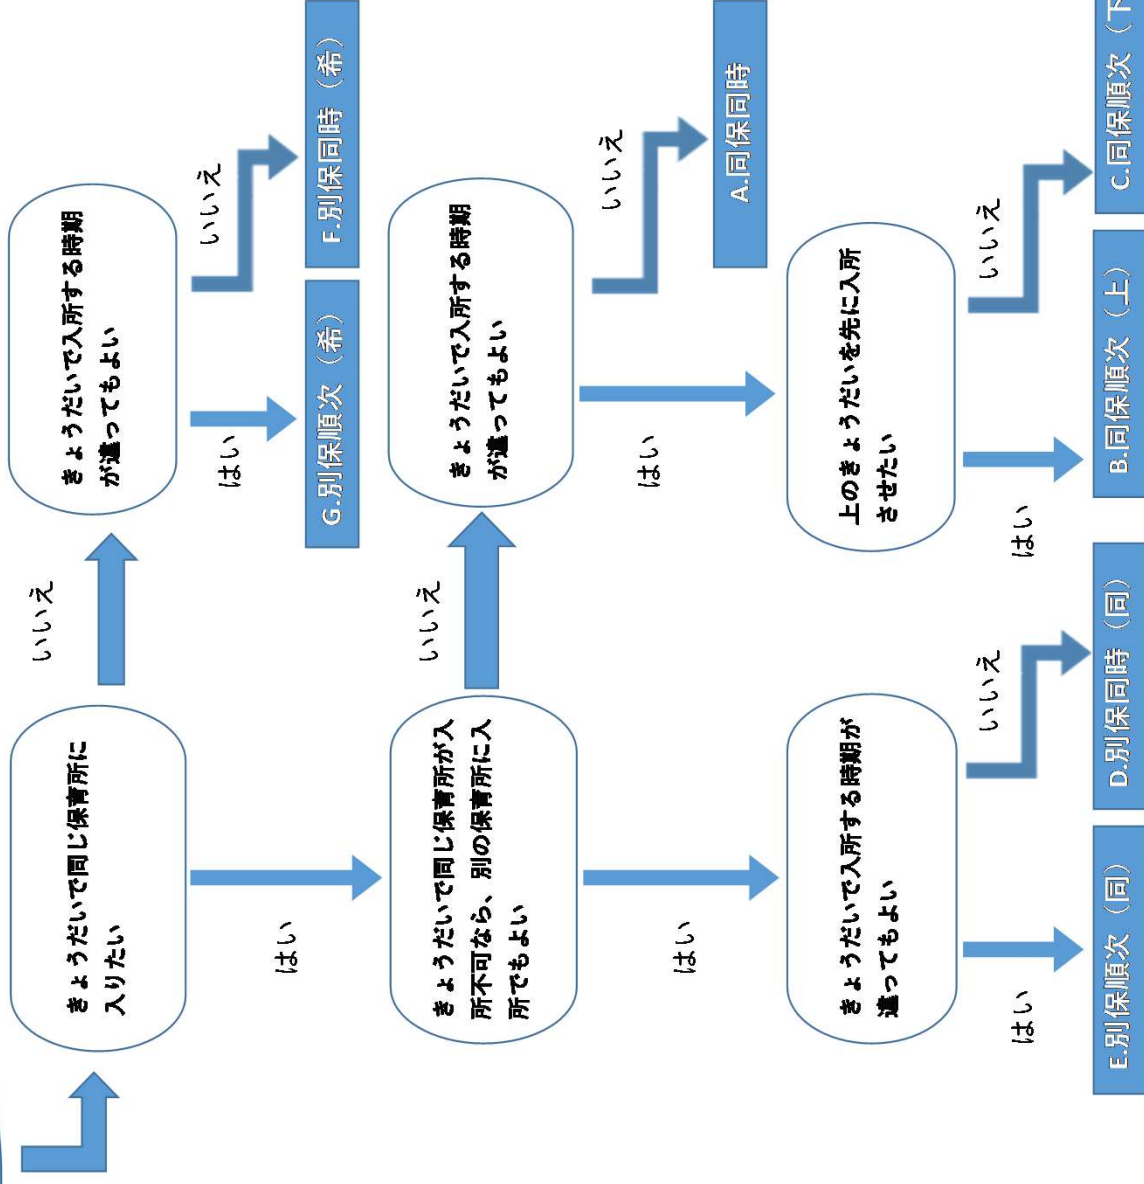 きょうだいで同じ保育所に
入りたい
いいえ
きょうだいで入所する時期
が違ってもよい
はい
いいえ
G.別保順次（希）
F.別保同時（希）
はい
きょうだいで同じ保育所が入
所不可なら、別の保育所に入
所でもよい
いいえ
きょうだいで入所する時期
が違ってもよい
はい
いいえ
A.同保同時
はい
きょうだいで入所する時期が
違ってもよい
はい
いいえ
E.別保順次（同）
D.別保同時（同）
上のきょうだいを先に入所
させたい
はい
いいえ
B.同保順次（上）
C.同保順次（下